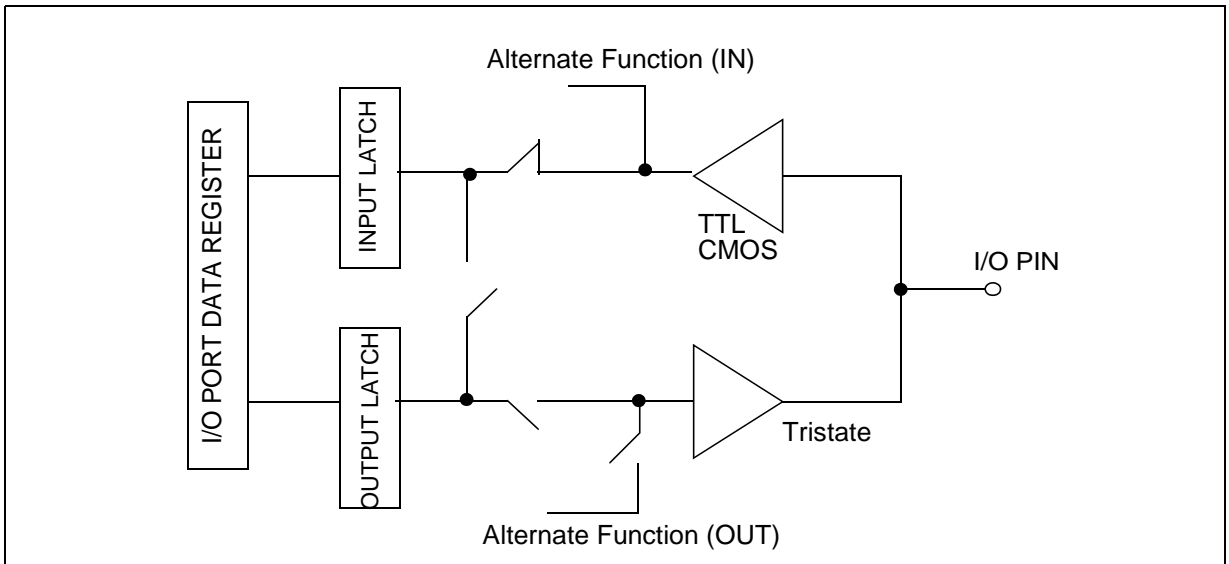 Alternate Function (IN)
I/O PORT DATA REGISTER
INPUT LATCH
TTL
CMOS
I/O PIN
OUTPUT LATCH
Tristate
Alternate Function (OUT)